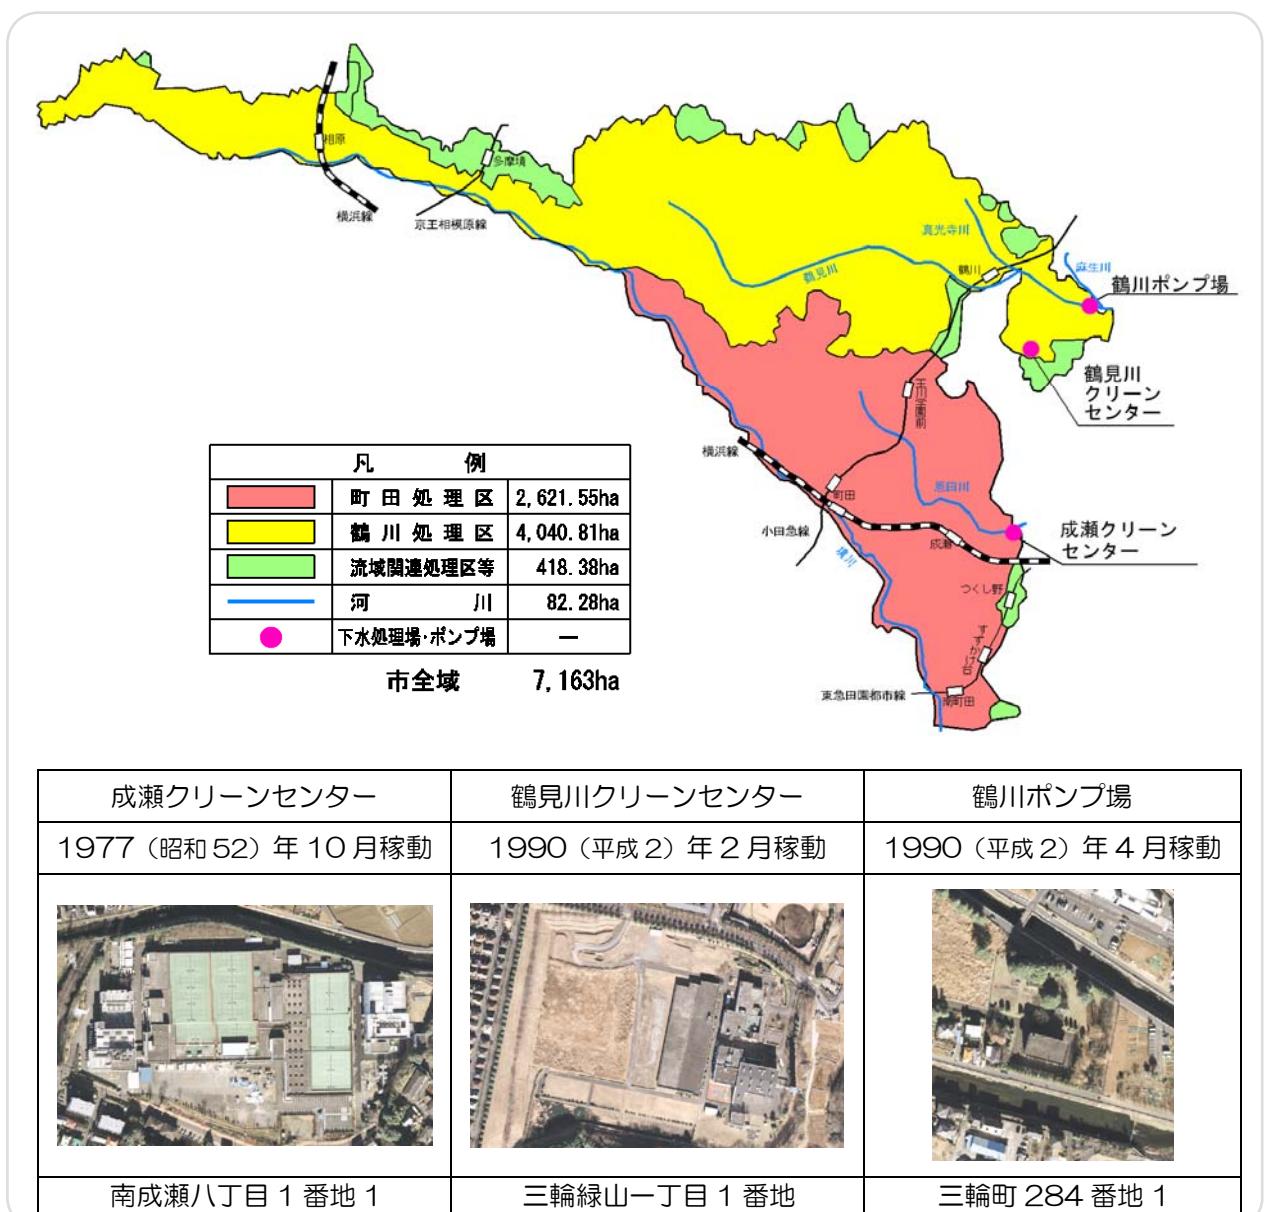 相原
多摩境
横浜線
京王相模原線
真光寺川
鶴見川
鶴川
麻生川
鶴川ポンプ場
鶴見川
クリーン
センター
玉川学園前
横浜線
町田
恩田川
小田急線
境川
成瀬
成瀬クリーン
センター
つくし野
すずかけ台
東急田園都市線
南町田
凡 例
町田処理区 2,621.55ha
鶴川処理区 4,040.81ha
流域関連処理区等 418.38ha
河川 82.28ha
下水処理場・ポンプ場 ―
市全域 7,163ha
成瀬クリーンセンター 鶴見川クリーンセンター 鶴川ポンプ場
1977（昭和52）年10月稼動 1990（平成2）年2月稼動 1990（平成2）年4月稼動
南成瀬八丁目1番地1 三輪緑山一丁目1番地 三輪町284番地1